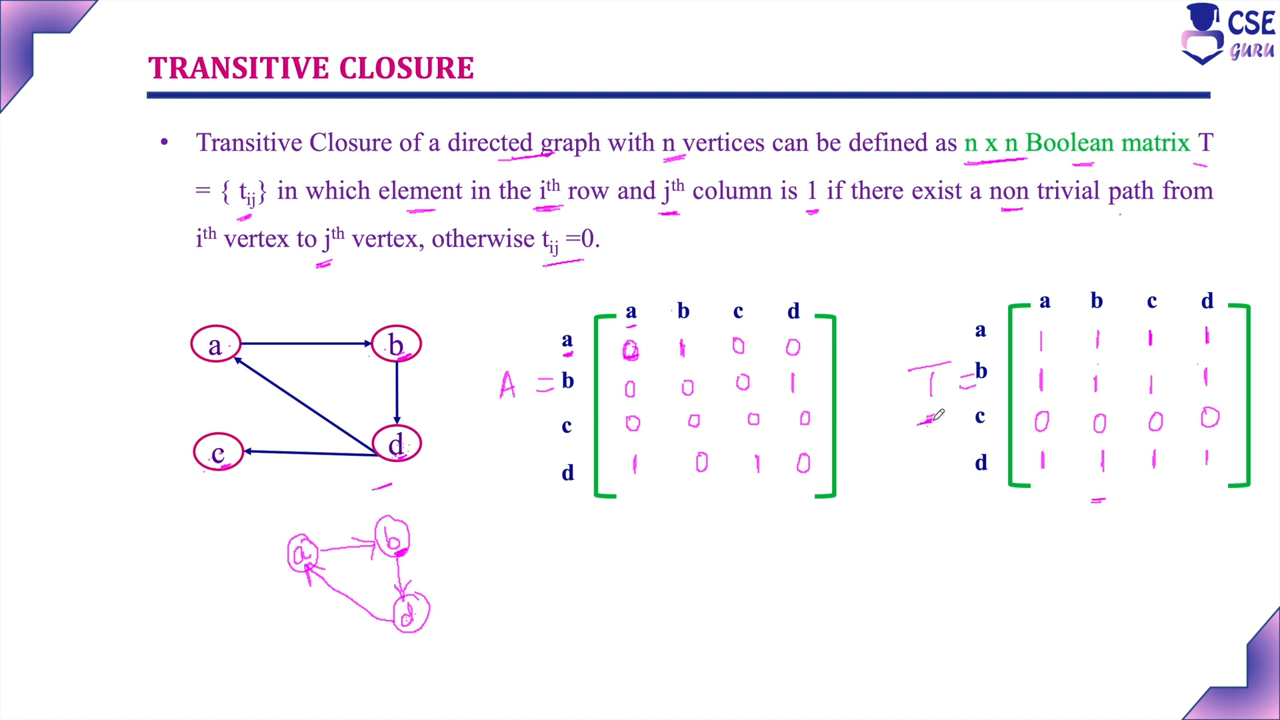 CSE
GURU
TRANSITIVE CLOSURE
• Transitive Closure of a directed graph with n vertices can be defined as n x n Boolean matrix T
= { tij} in which element in the ith row and jth column is 1 if there exist a non trivial path from
ith vertex to jth vertex, otherwise tij =0.
a b
c d
a b
d
a b c d
A = a 0 1 0 0
b 0 0 0 1
c 0 0 0 0
d 1 0 1 0
a b c d
a 1 1 1 1
T = b 1 1 1 1
c 0 0 0 0
d 1 1 1 1